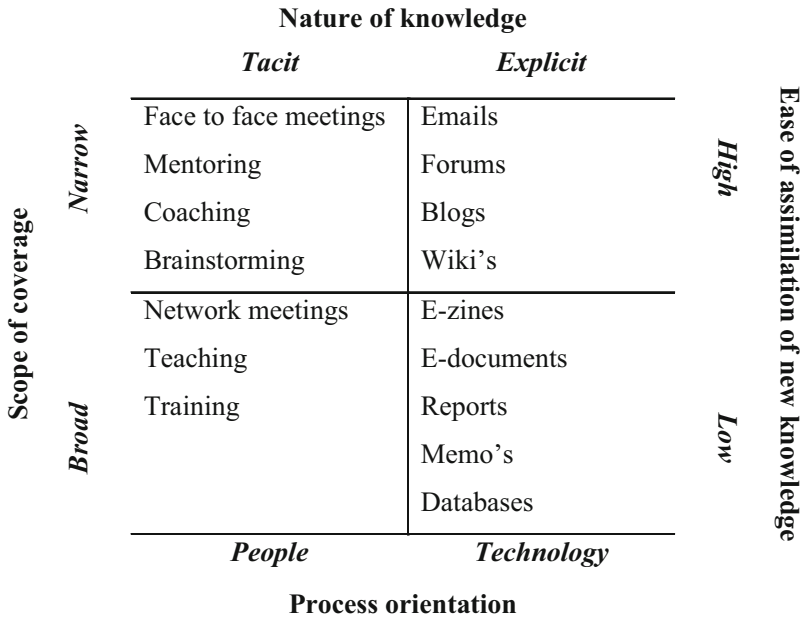 Nature of knowledge
Tacit Explicit
Scope of coverage
Narrow
Broad
Face to face meetings Emails
Mentoring Forums
Coaching Blogs
Brainstorming Wiki's
Network meetings E-zines
Teaching E-documents
Training Reports
Memo's
Databases
High
Low
Ease of assimilation of new knowledge
People Technology
Process orientation